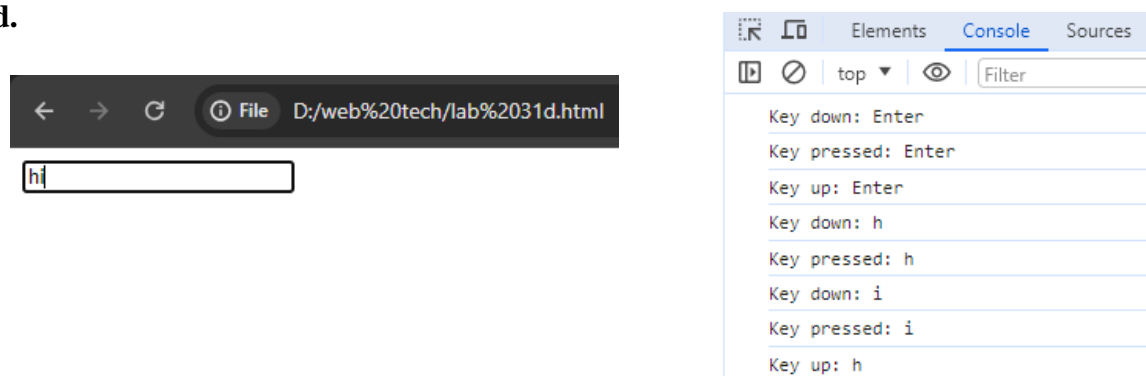 d.
File D:/web%20tech/lab%2031d.html
hi
Elements Console Sources
top Filter
Key down: Enter
Key pressed: Enter
Key up: Enter
Key down: h
Key pressed: h
Key down: i
Key pressed: i
Key up: h